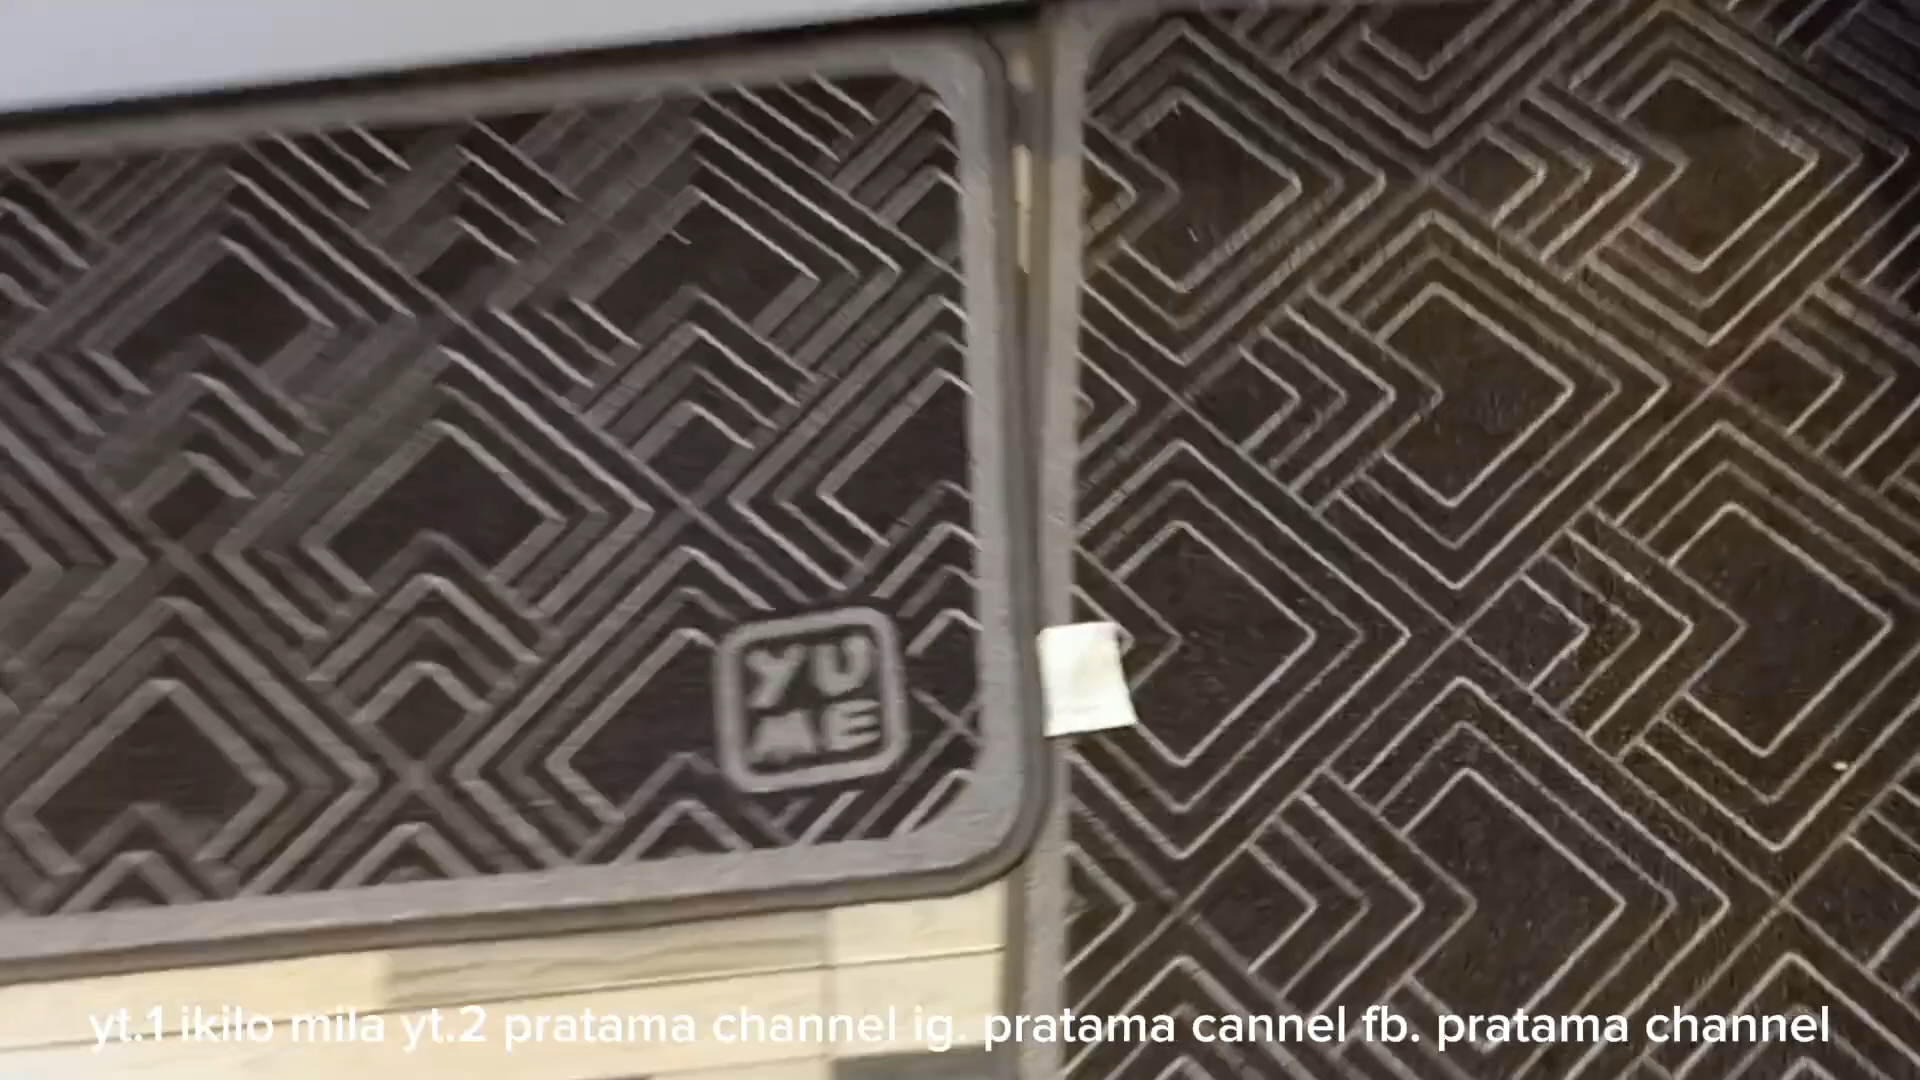 YU
ME
yt.1 ikilo mila yt.2 pratama channel ig. pratama cannel fb. pratama channel